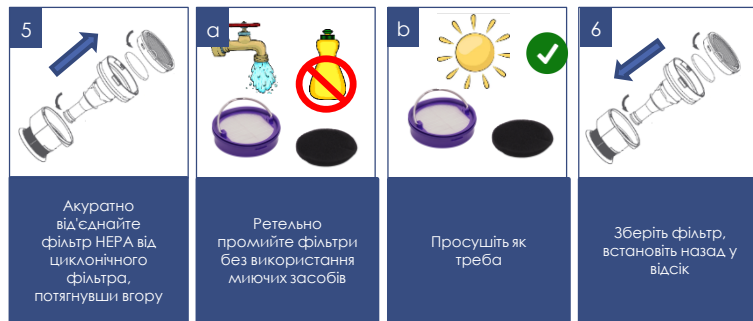 5
Акуратно
від'єднайте
фільтр HEPA від
циклонічного
фільтра,
потягнувши вгору
a
Ретельно
промийте фільтри
без використання
миючих засобів
b
Просушіть як
треба
6
Зберіть фільтр,
встановіть назад у
відсік